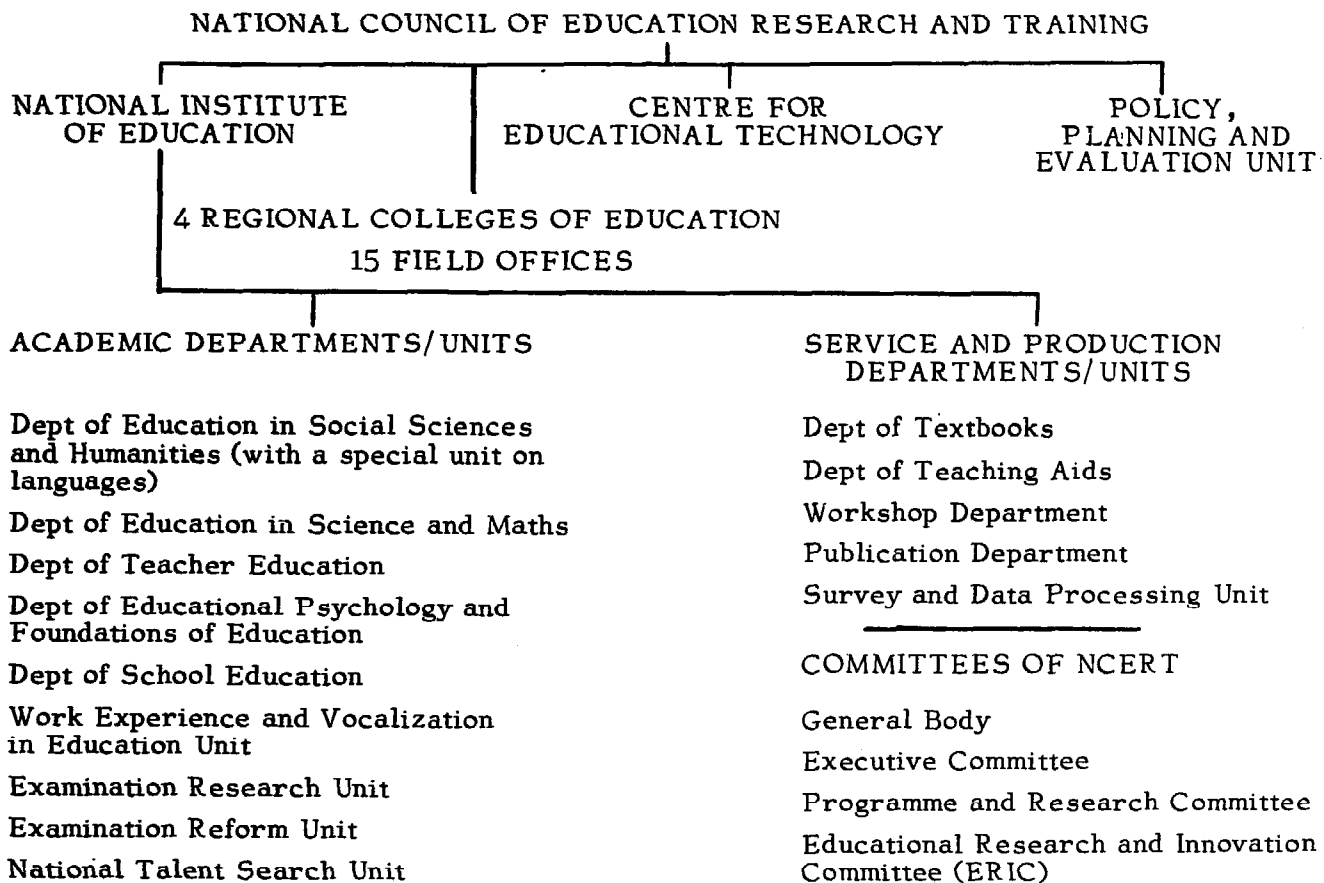 NATIONAL COUNCIL OF EDUCATION RESEARCH AND TRAINING
NATIONAL INSTITUTE
OF EDUCATION
CENTRE FOR
EDUCATIONAL TECHNOLOGY
POLICY,
PLANNING AND
EVALUATION UNIT
4 REGIONAL COLLEGES OF EDUCATION
15 FIELD OFFICES
ACADEMIC DEPARTMENTS/UNITS
Dept of Education in Social Sciences
and Humanities (with a special unit on
languages)
Dept of Education in Science and Maths
Dept of Teacher Education
Dept of Educational Psychology and
Foundations of Education
Dept of School Education
Work Experience and Vocalization
in Education Unit
Examination Research Unit
Examination Reform Unit
National Talent Search Unit
SERVICE AND PRODUCTION
DEPARTMENTS/UNITS
Dept of Textbooks
Dept of Teaching Aids
Workshop Department
Publication Department
Survey and Data Processing Unit
COMMITTEES OF NCERT
General Body
Executive Committee
Programme and Research Committee
Educational Research and Innovation
Committee (ERIC)